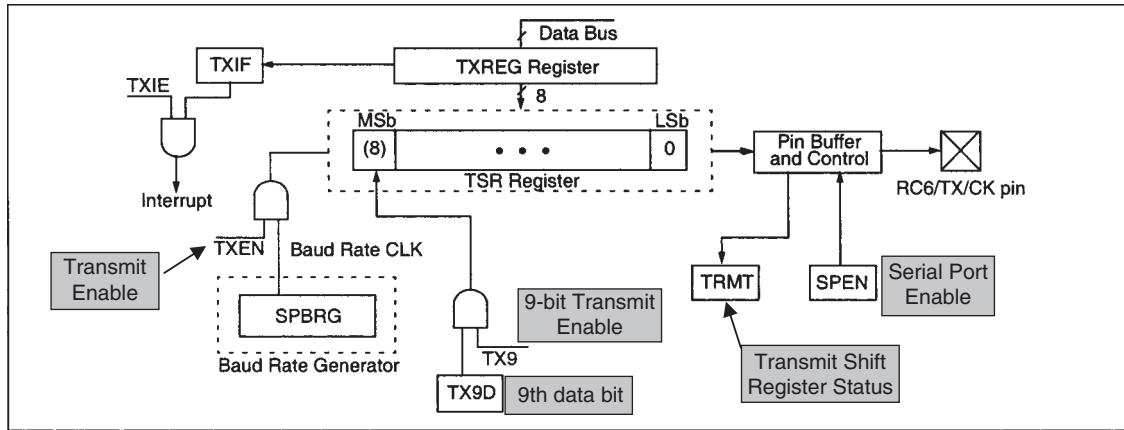 Data Bus
TXIF
TXREG Register
TXIE
8
MSb
LSb
(8)
• • •
0
TSR Register
Pin Buffer
and Control
RC6/TX/CK pin
Interrupt
TXEN
Baud Rate CLK
Transmit
Enable
SPBRG
Baud Rate Generator
9-bit Transmit
Enable
TX9
TX9D
9th data bit
TRMT
SPEN
Serial Port
Enable
Transmit Shift
Register Status